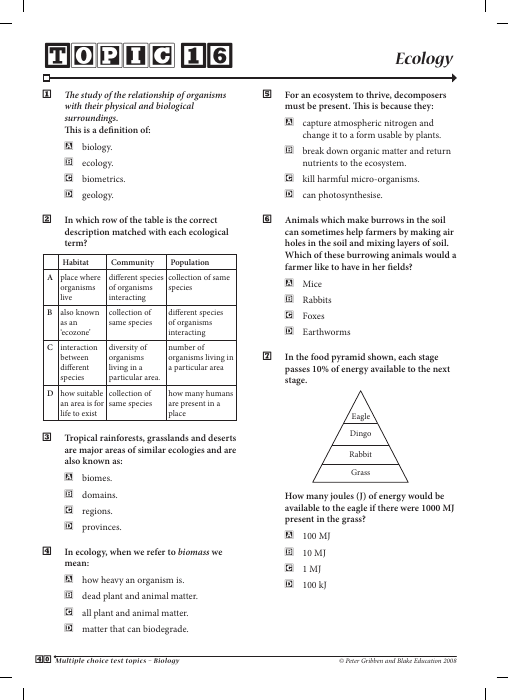 TOPIC 16
Ecology
1 The study of the relationship of organisms
with their physical and biological
surroundings.
This is a definition of:
A biology.
B ecology.
C biometrics.
D geology.
2 In which row of the table is the correct
description matched with each ecological
term?
Habitat Community Population
A place where different species collection of same
organisms of organisms species
live interacting
B also known collection of different species
as an same species of organisms
'ecozone' interacting
C interaction diversity of number of
between organisms organisms living in
different living in a a particular area
species particular area.
D how suitable collection of how many humans
an area is for same species are present in a
life to exist place
3 Tropical rainforests, grasslands and deserts
are major areas of similar ecologies and are
also known as:
A biomes.
B domains.
C regions.
D provinces.
4 In ecology, when we refer to biomass we
mean:
A how heavy an organism is.
B dead plant and animal matter.
C all plant and animal matter.
D matter that can biodegrade.
5 For an ecosystem to thrive, decomposers
must be present. This is because they:
A capture atmospheric nitrogen and
change it to a form usable by plants.
B break down organic matter and return
nutrients to the ecosystem.
C kill harmful micro-organisms.
D can photosynthesise.
6 Animals which make burrows in the soil
can sometimes help farmers by making air
holes in the soil and mixing layers of soil.
Which of these burrowing animals would a
farmer like to have in her fields?
A Mice
B Rabbits
C Foxes
D Earthworms
7 In the food pyramid shown, each stage
passes 10% of energy available to the next
stage.
Eagle
Dingo
Rabbit
Grass
How many joules (J) of energy would be
available to the eagle if there were 1000 MJ
present in the grass?
A 100 MJ
B 10 MJ
C 1 MJ
D 100 kJ
40 Multiple choice test topics – Biology
© Peter Gribben and Blake Education 2008